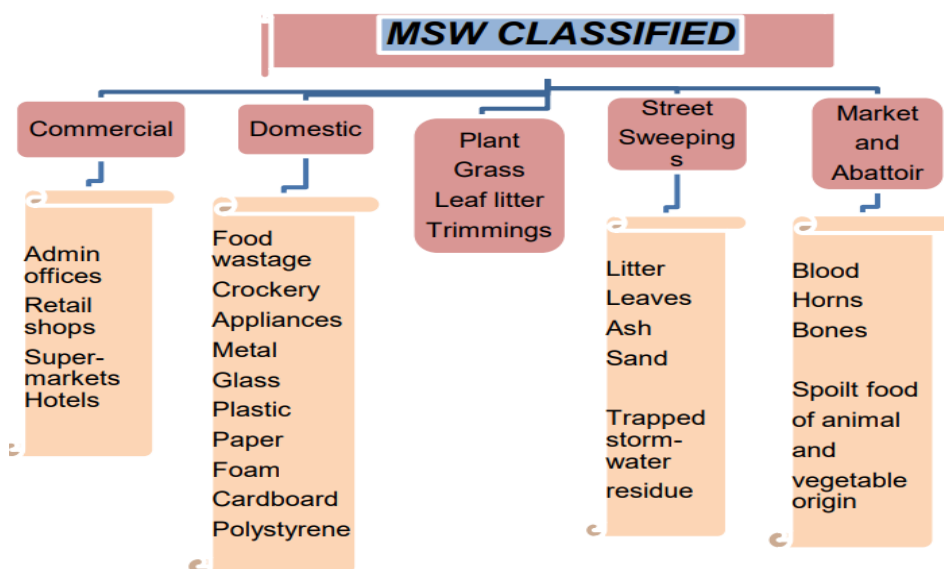 MSW CLASSIFIED
Commercial
Domestic
Plant
Grass
Leaf litter
Trimmings
Street
Sweeping
s
Market
and
Abattoir
Admin
offices
Retail
shops
Super-
markets
Hotels
Food
wastage
Crockery
Appliances
Metal
Glass
Plastic
Paper
Foam
Cardboard
Polystyrene
Litter
Leaves
Ash
Sand
Trapped
storm-
water
residue
Blood
Horns
Bones
Spoilt food
of animal
and
vegetable
origin